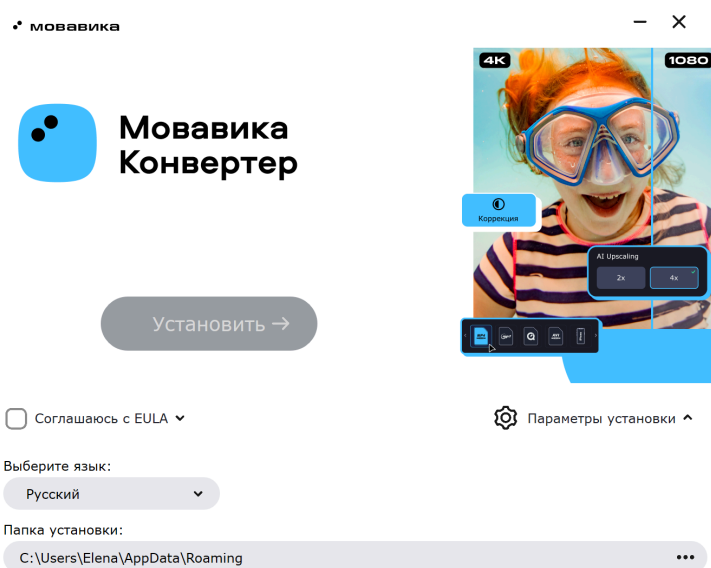 мовавика
4K
1080
Мовавика
Конвертер
Коррекция
AI Upscaling
2x
4x
Установить →
Соглашаюсь с EULA
Параметры установки
Выберите язык:
Русский
Папка установки:
C:\Users\Elena\AppData\Roaming